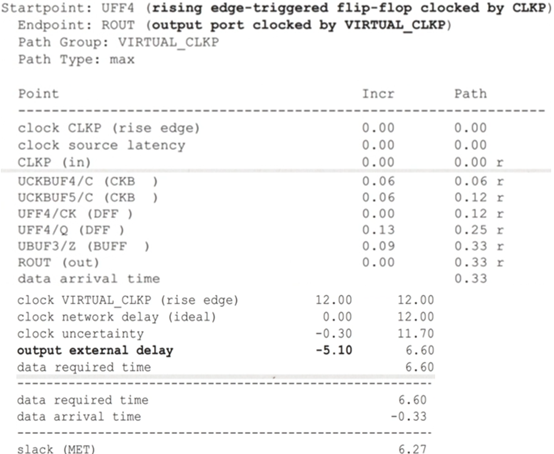 Startpoint: UFF4 (rising edge-triggered flip-flop clocked by CLKP)
Endpoint: ROUT (output port clocked by VIRTUAL_CLKP)
Path Group: VIRTUAL_CLKP
Path Type: max
Point Incr Path
----------------------------------------------------------------
clock CLKP (rise edge) 0.00 0.00
clock source latency 0.00 0.00
CLKP (in) 0.00 0.00 r
UCKBUF4/C (CKB ) 0.06 0.06 r
UCKBUF5/C (CKB ) 0.06 0.12 r
UFF4/CK (DFF ) 0.00 0.12 r
UFF4/Q (DFF ) 0.13 0.25 r
UBUF3/Z (BUFF ) 0.09 0.33 r
ROUT (out) 0.00 0.33 r
data arrival time 0.33
clock VIRTUAL_CLKP (rise edge) 12.00 12.00
clock network delay (ideal) 0.00 12.00
clock uncertainty -0.30 11.70
output external delay -5.10 6.60
data required time 6.60
----------------------------------------------------------------
data required time 6.60
data arrival time -0.33
----------------------------------------------------------------
slack (MET) 6.27